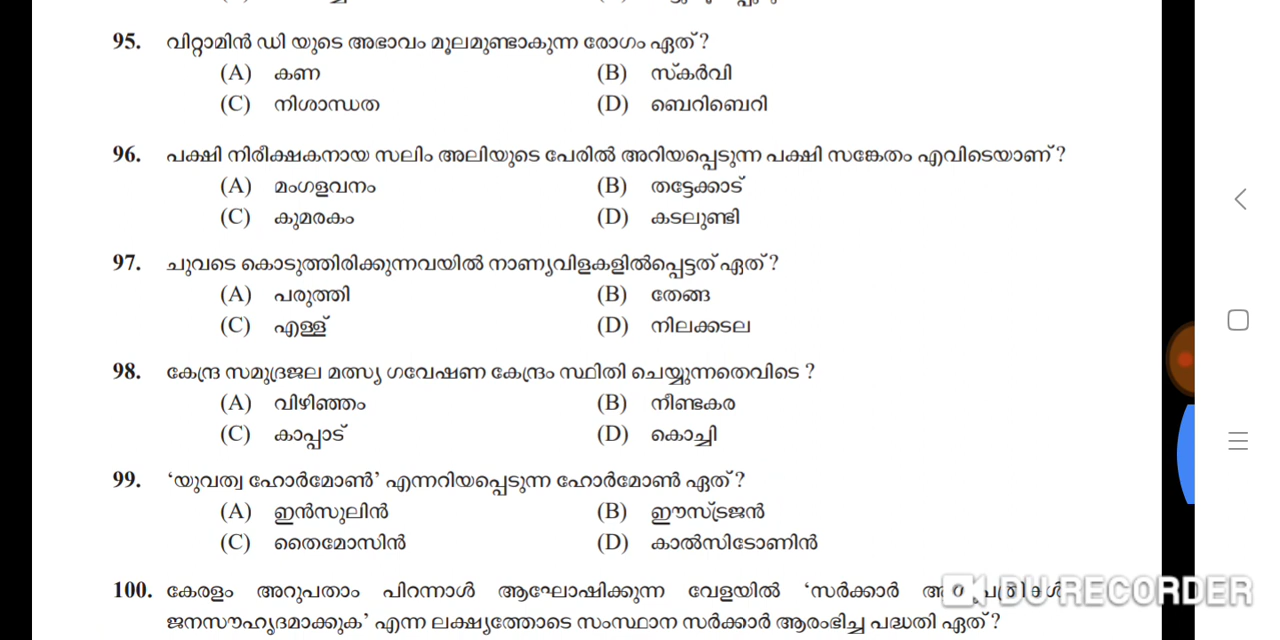 95. വിറ്റാമിൻ ഡി യുടെ അഭാവം മൂലമുണ്ടാകുന്ന രോഗം ഏത് ?
(A) കണ (B) സ്കർവി
(C) നിശാന്ധത (D) ബെറിബെറി
96. പക്ഷി നിരീക്ഷകനായ സലിം അലിയുടെ പേരിൽ അറിയപ്പെടുന്ന പക്ഷി സങ്കേതം എവിടെയാണ് ?
(A) മംഗളവനം (B) തട്ടേക്കാട്
(C) കുമരകം (D) കടലുണ്ടി
97. ചുവടെ കൊടുത്തിരിക്കുന്നവയിൽ നാണ്യവിളകളിൽപ്പെട്ടത് ഏത് ?
(A) പരുത്തി (B) തേങ്ങ
(C) എള്ള് (D) നിലക്കടല
98. കേന്ദ്ര സമുദ്രജല മത്സ്യ ഗവേഷണ കേന്ദ്രം സ്ഥിതി ചെയ്യുന്നതെവിടെ ?
(A) വിഴിഞ്ഞം (B) നീണ്ടകര
(C) കാപ്പാട് (D) കൊച്ചി
99. ‘യുവത്വ ഹോർമോൺ’ എന്നറിയപ്പെടുന്ന ഹോർമോൺ ഏത് ?
(A) ഇൻസുലിൻ (B) ഈസ്ട്രജൻ
(C) തൈമോസിൻ (D) കാൽസിടോണിൻ
100. കേരളം അറുപതാം പിറന്നാൾ ആഘോഷിക്കുന്ന വേളയിൽ ‘സർക്കാർ
DU RECORDER
ജനസൗഹൃദമാക്കുക’ എന്ന ലക്ഷ്യത്തോടെ സംസ്ഥാന സർക്കാർ ആരംഭിച്ച പദ്ധതി ഏത് ?